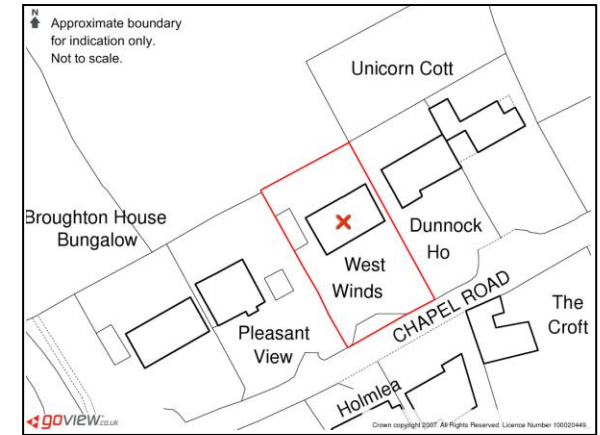 N
Approximate boundary
for indication only.
Not to scale.
Unicorn Cott
Broughton House
Bungalow
Dunnock
Ho
West
Winds
CHAPEL ROAD
The
Croft
Pleasant
View
Holmlea
goview.co.uk
Crown copyright 2007. All Rights Reserved. Licence Number 100020449.